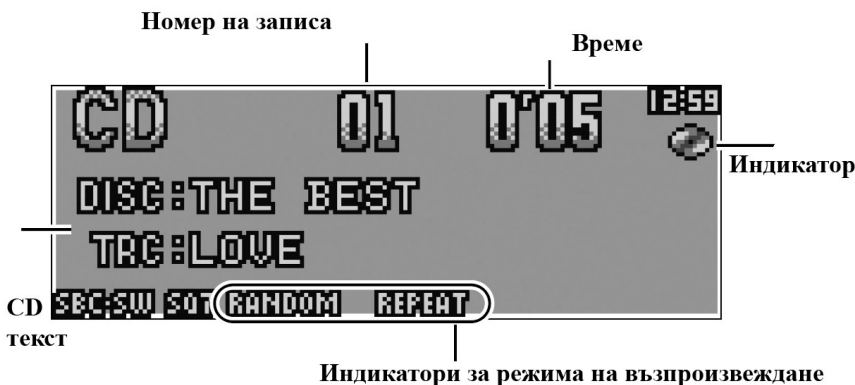 Номер на записа
Време
CD 01 0'05 12:59
Индикатор
DISC:THE BEST
TRC:LOVE
CD
текст
SBC-SW SQ7 RANDOM REPEAT
Индикатори за режима на възпроизвеждане